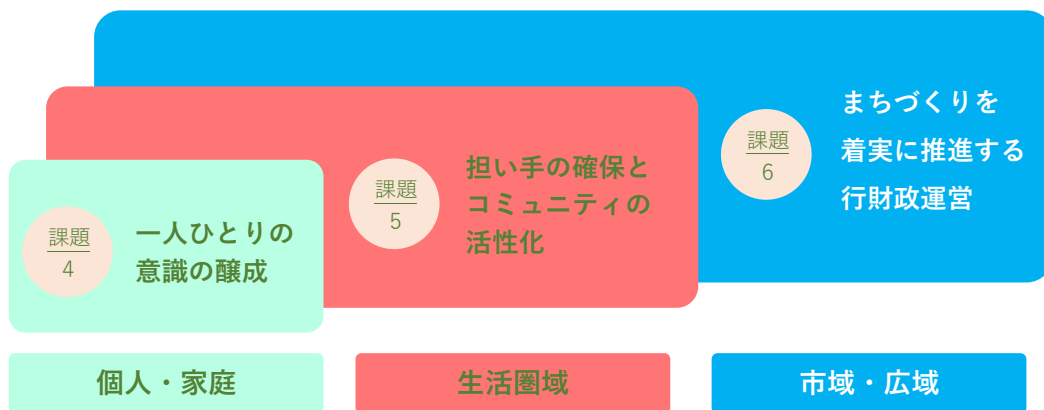 課題
4
一人ひとりの
意識の醸成
課題
5
担い手の確保と
コミュニティの
活性化
課題
6
まちづくりを
着実に推進する
行財政運営
個人・家庭
生活圏域
市域・広域